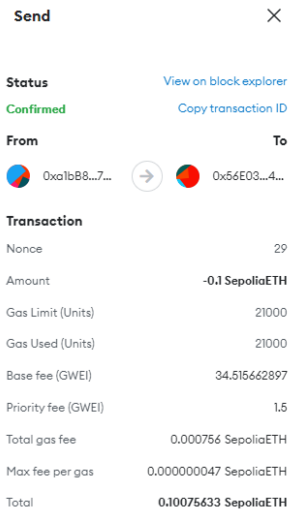 Send
Status View on block explorer
Confirmed Copy transaction ID
From To
0xa1bB8...7... 0x56E03...4...
Transaction
Nonce 29
Amount -0.1 SepoliaETH
Gas Limit (Units) 21000
Gas Used (Units) 21000
Base fee (GWEI) 34.515662897
Priority fee (GWEI) 1.5
Total gas fee 0.000756 SepoliaETH
Max fee per gas 0.000000047 SepoliaETH
Total 0.10075633 SepoliaETH